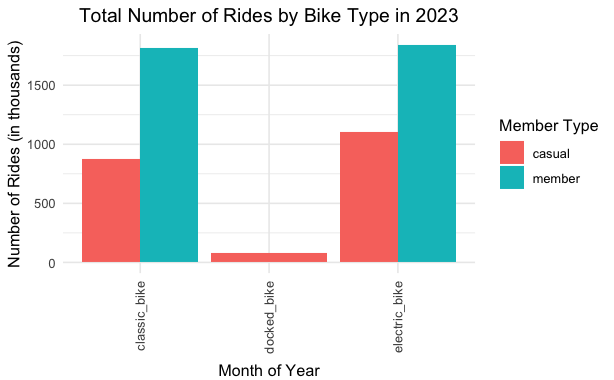 Total Number of Rides by Bike Type in 2023
Number of Rides (in thousands)
1500
1000
500
0
classic_bike
docked_bike
electric_bike
Month of Year
Member Type
casual
member